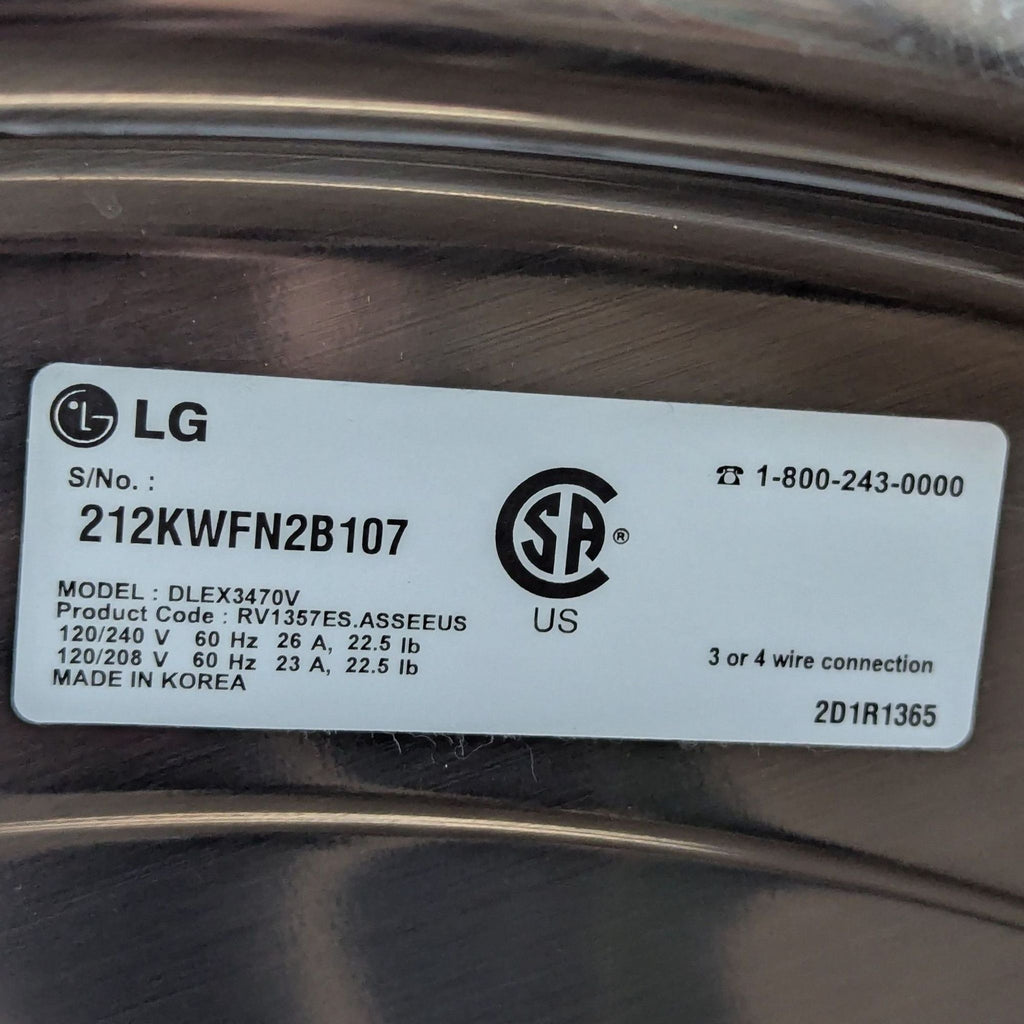 LG
S/No. :
212KWFN2B107
MODEL : DLEX3470V
Product Code : RV1357ES.ASSEEUS
120/240 V 60 Hz 26 A, 22.5 lb
120/208 V 60 Hz 23 A, 22.5 lb
MADE IN KOREA
SA®
US
☎ 1-800-243-0000
3 or 4 wire connection
2D1R1365